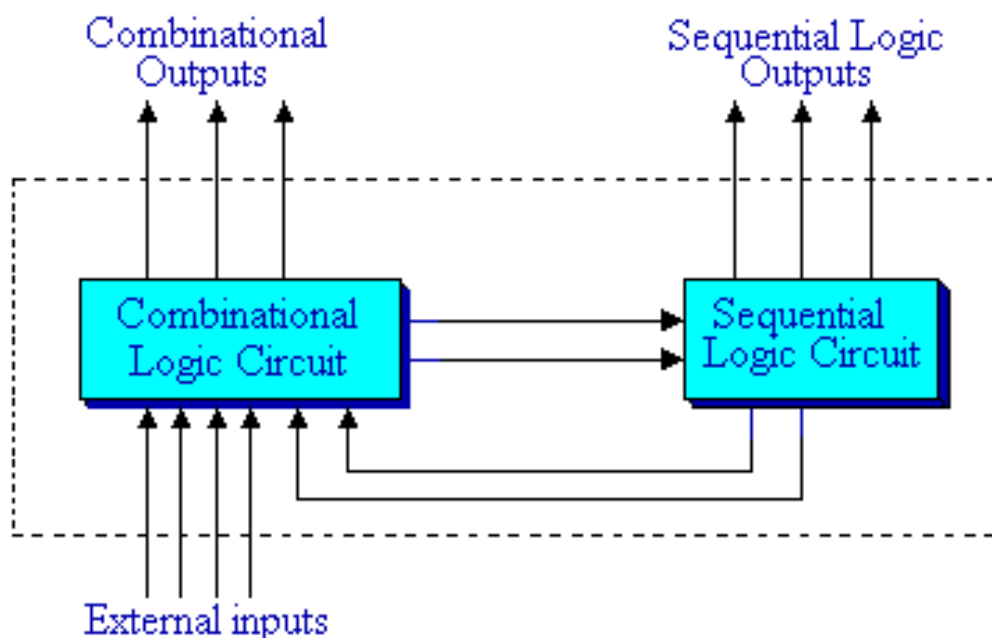 Combinational
Outputs
Sequential Logic
Outputs
Combinational
Logic Circuit
Sequential
Logic Circuit
External inputs